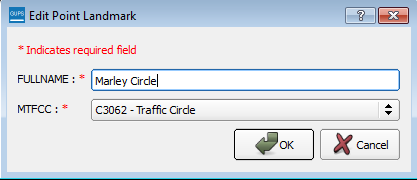 GUPS Edit Point Landmark ?
* Indicates required field
FULLNAME : * Marley Circle
MTFCC : * C3062 - Traffic Circle
OK Cancel